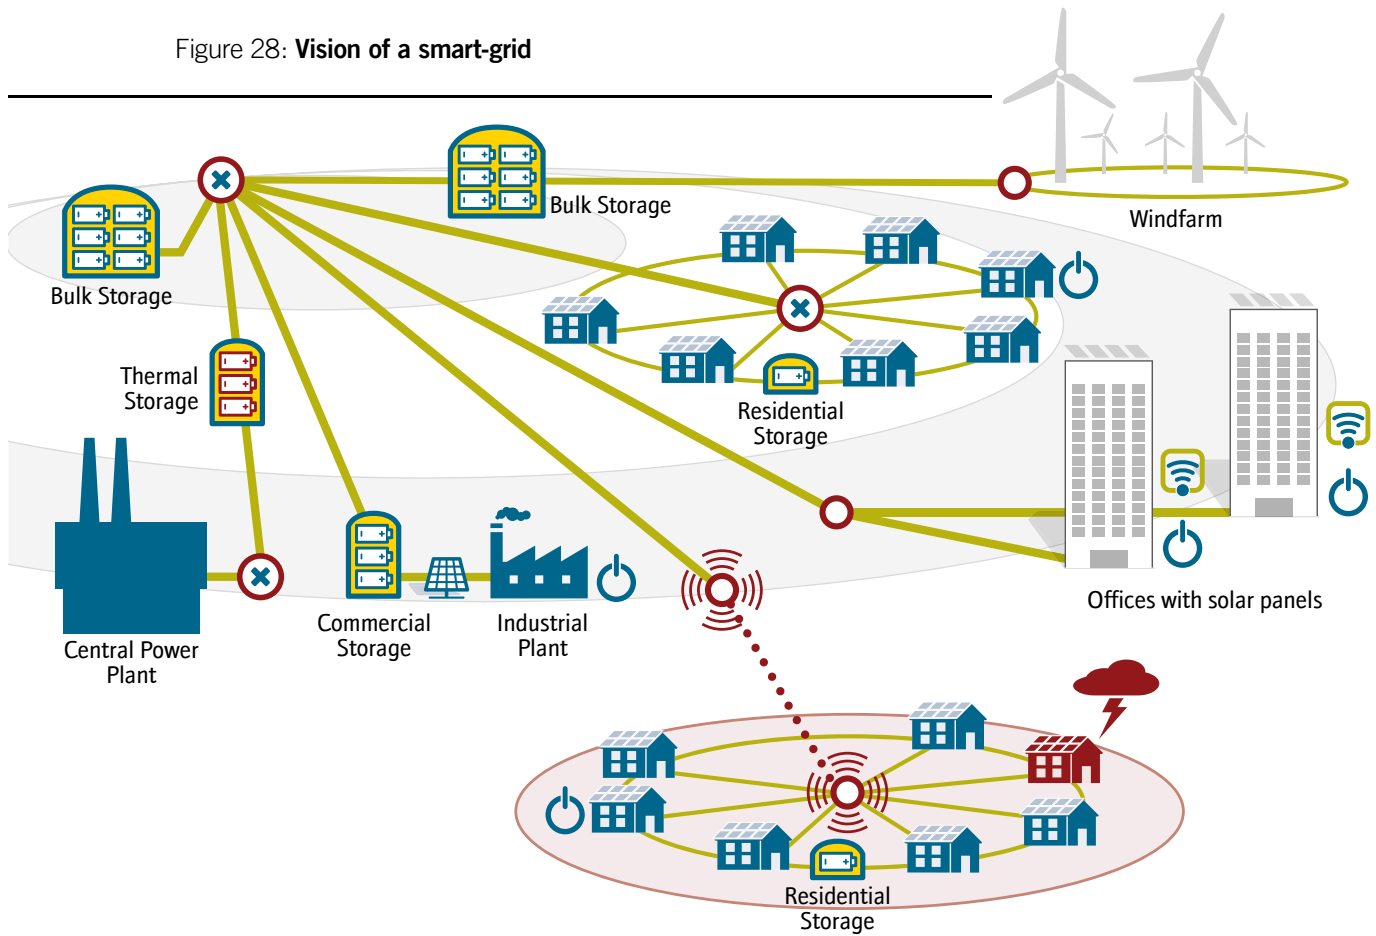 Figure 28: Vision of a smart-grid
Windfarm
Bulk Storage
Bulk Storage
Thermal
Storage
Residential
Storage
Offices with solar panels
Commercial
Storage
Industrial
Plant
Central Power
Plant
Residential
Storage